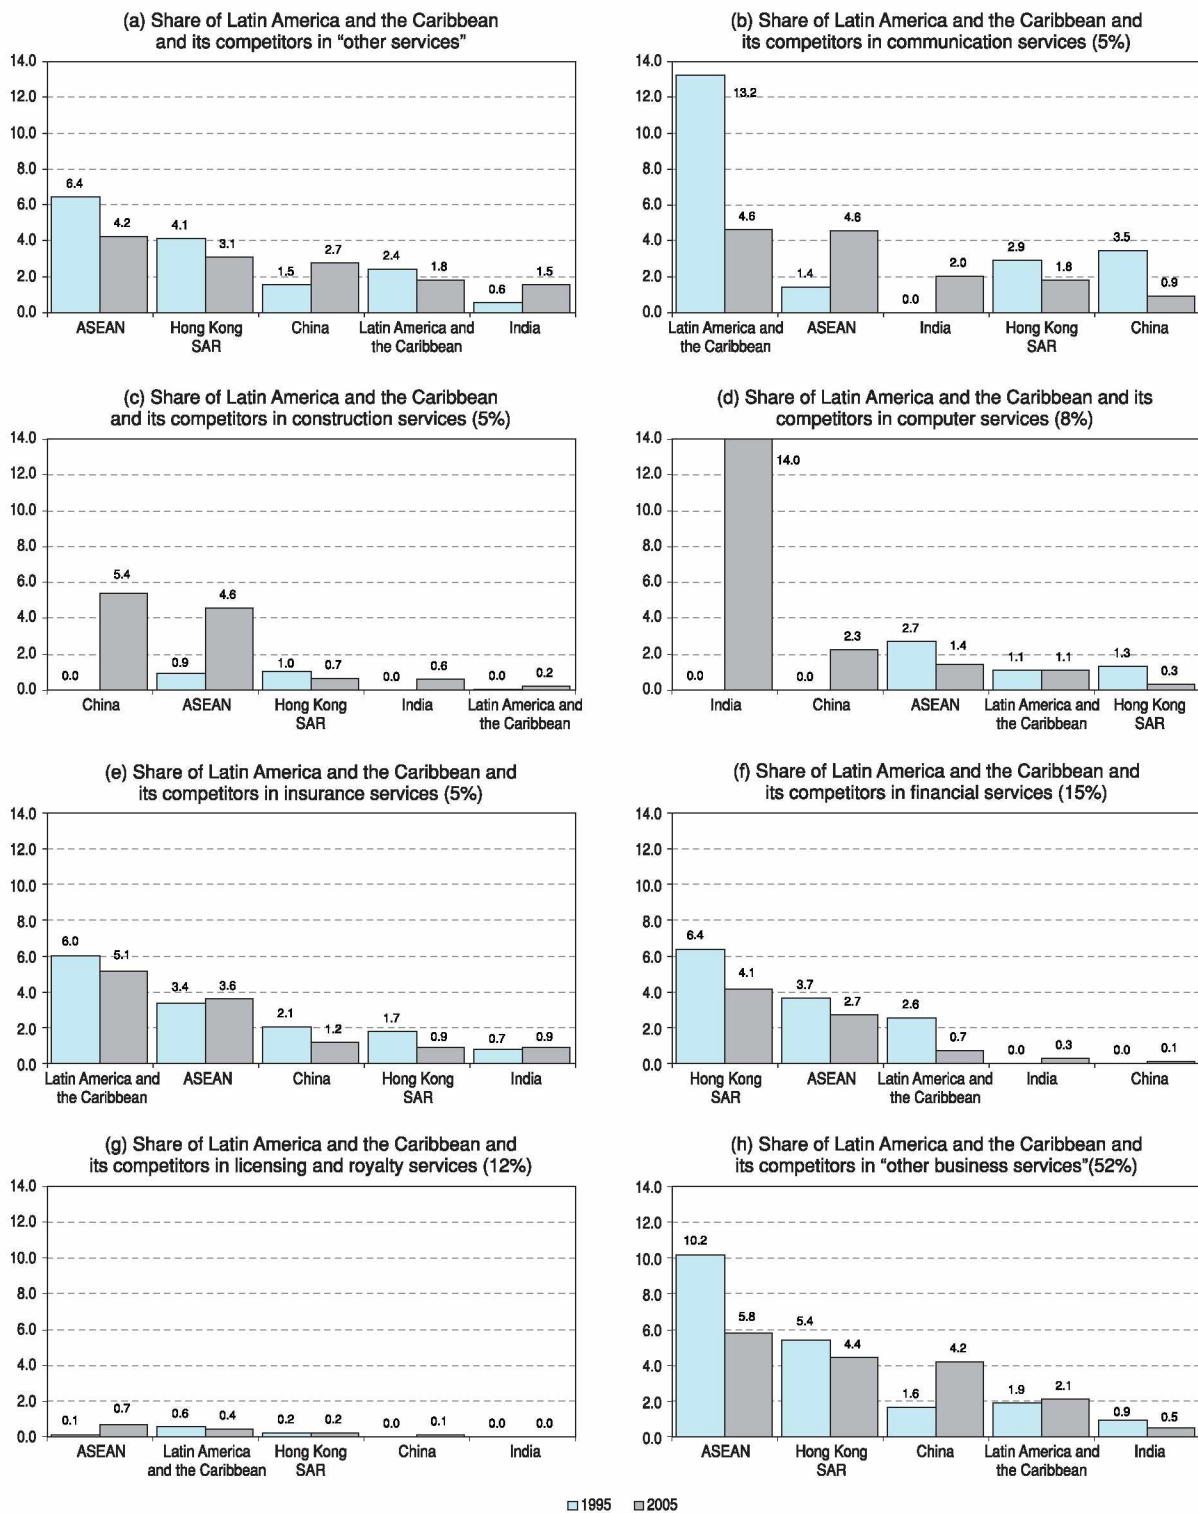 (a) Share of Latin America and the Caribbean
and its competitors in “other services”
14.0
12.0
10.0
8.0
6.0
4.0
2.0
0.0
6.4
4.2
4.1
3.1
1.5
2.7
2.4
1.8
0.6
1.5
ASEAN
Hong Kong
SAR
China
Latin America and
the Caribbean
India
(b) Share of Latin America and the Caribbean and
its competitors in communication services (5%)
14.0
12.0
10.0
8.0
6.0
4.0
2.0
0.0
13.2
4.6
1.4
4.6
0.0
2.0
2.9
1.8
3.5
0.9
Latin America and
the Caribbean
ASEAN
India
Hong Kong
SAR
China
(c) Share of Latin America and the Caribbean
and its competitors in construction services (5%)
14.0
12.0
10.0
8.0
6.0
4.0
2.0
0.0
0.0
5.4
0.9
4.6
1.0
0.7
0.0
0.6
0.0
0.2
China
ASEAN
Hong Kong
SAR
India
Latin America and
the Caribbean
(d) Share of Latin America and the Caribbean and its
competitors in computer services (8%)
14.0
12.0
10.0
8.0
6.0
4.0
2.0
0.0
0.0
14.0
0.0
2.3
2.7
1.4
1.1
1.1
1.3
0.3
India
China
ASEAN
Latin America and
the Caribbean
Hong Kong
SAR
(e) Share of Latin America and the Caribbean and
its competitors in insurance services (5%)
14.0
12.0
10.0
8.0
6.0
4.0
2.0
0.0
6.0
5.1
3.4
3.6
2.1
1.2
1.7
0.9
0.7
0.9
Latin America and
the Caribbean
ASEAN
China
Hong Kong
SAR
India
(f) Share of Latin America and the Caribbean and
its competitors in financial services (15%)
14.0
12.0
10.0
8.0
6.0
4.0
2.0
0.0
6.4
4.1
3.7
2.7
2.6
0.7
0.0
0.3
0.0
0.1
Hong Kong
SAR
ASEAN
Latin America and
the Caribbean
India
China
(g) Share of Latin America and the Caribbean and
its competitors in licensing and royalty services (12%)
14.0
12.0
10.0
8.0
6.0
4.0
2.0
0.0
0.1
0.7
0.6
0.4
0.2
0.2
0.0
0.1
0.0
0.0
ASEAN
Latin America
and the Caribbean
Hong Kong
SAR
China
India
(h) Share of Latin America and the Caribbean and
its competitors in “other business services”(52%)
14.0
12.0
10.0
8.0
6.0
4.0
2.0
0.0
10.2
5.8
5.4
4.4
1.6
4.2
1.9
2.1
0.9
0.5
ASEAN
Hong Kong
SAR
China
Latin America and
the Caribbean
India
1995
2005